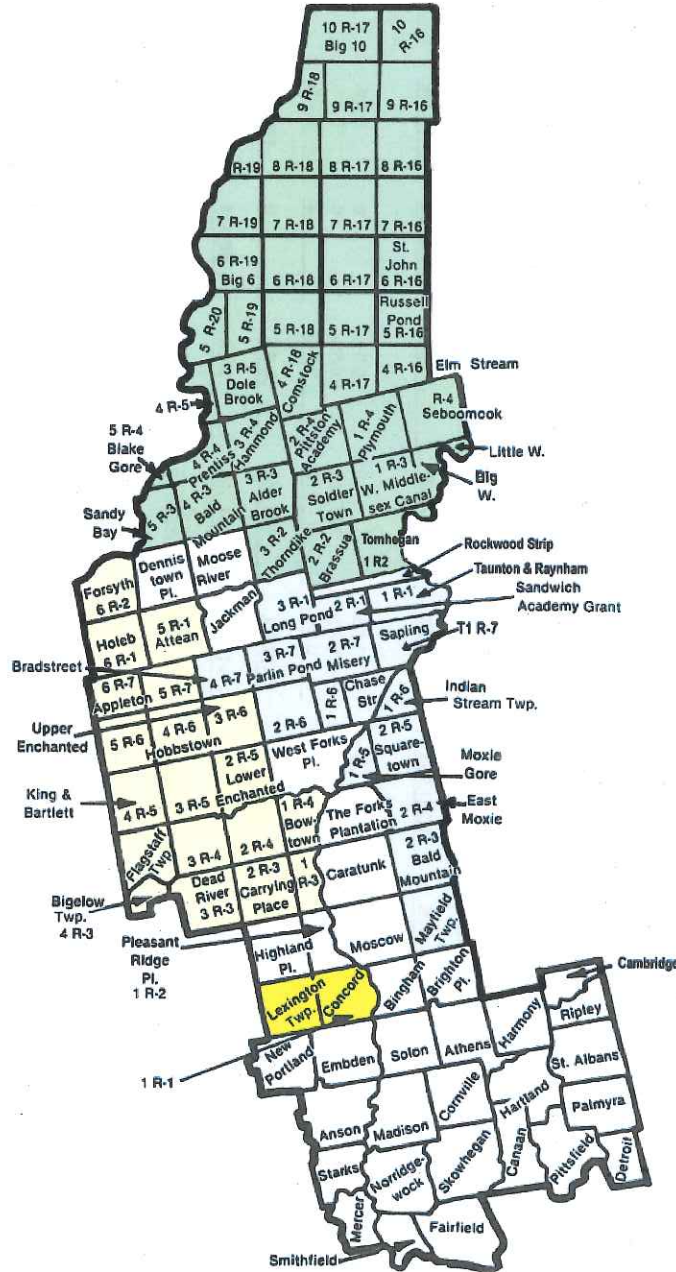 10 R-17
Big 10
10
R-16
9 R-18
9 R-17
9 R-16
R-19
8 R-18
8 R-17
8 R-16
7 R-19
7 R-18
7 R-17
7 R-16
6 R-19
Big 6
6 R-18
6 R-17
St.
John
6 R-16
5 R-20
5 R-19
5 R-18
5 R-17
Russell
Pond
5 R-16
4 R-5
3 R-5
Dole
Brook
4 R-18
Comstock
4 R-17
4 R-16
Elm Stream
R-4
Seboomook
5 R-4
Blake
Gore
4 R-4
Prentiss
3 R-4
Hammond
2 R-4
Pittston
Academy
1 R-4
Plymouth
Little W.
Big
W.
Sandy
Bay
5 R-3
4 R-3
Bald
Mountain
3 R-3
Alder
Brook
2 R-3
Soldier
Town
1 R-3
W. Middle-
sex Canal
3 R-2
Thorndike
2 R-2
Brassua
Tomhegan
1 R2
Rockwood Strip
Taunton & Raynham
Sandwich
Academy Grant
Forsyth
6 R-2
Dennis
town
Pl.
Moose
River
Holeb
6 R-1
5 R-1
Attean
Jackman
3 R-1
Long Pond
2 R-1
1 R-1
Sapling
T1 R-7
Bradstreet
6 R-7
Appleton
5 R-7
4 R-7
3 R-7
Parlin Pond
2 R-7
Misery
Upper
Enchanted
5 R-6
4 R-6
Hobbstown
3 R-6
2 R-6
1 R-6
Chase
Str
1 R-6
Indian
Stream Twp.
West Forks
Pl.
1 R-5
2 R-5
Square-
town
Moxie
Gore
King &
Bartlett
4 R-5
3 R-5
2 R-5
Lower
Enchanted
1 R-4
Bow-
town
The Forks
Plantation
2 R-4
East
Moxie
Flagstaff
Twp.
3 R-4
2 R-4
Bigelow
Twp.
4 R-3
Dead
River
3 R-3
2 R-3
Carrying
Place
1
R-3
Caratunk
2 R-3
Bald
Mountain
Pleasant
Ridge
Pl.
1 R-2
Highland
Pl.
Moscow
Mayfield
Twp.
Lexington
Twp.
Concord
Bingham
Brighton
Pl.
Cambridge
1 R-1
New
Portland
Embden
Solon
Athens
Harmony
Ripley
St. Albans
Anson
Madison
Cornville
Hartland
Palmyra
Starks
Norridge-
wock
Skowhegan
Canaan
Pittsfield
Detroit
Mercer
Smithfield
Fairfield